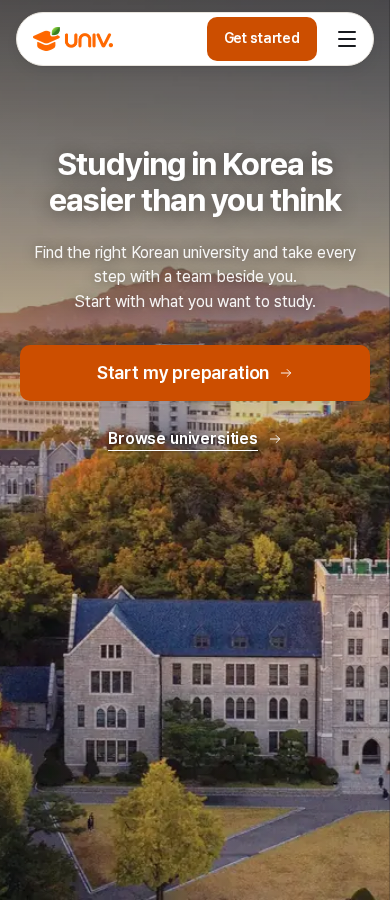 UNIV.
Get started
Studying in Korea is
easier than you think
Find the right Korean university and take every
step with a team beside you.
Start with what you want to study.
Start my preparation
Browse universities